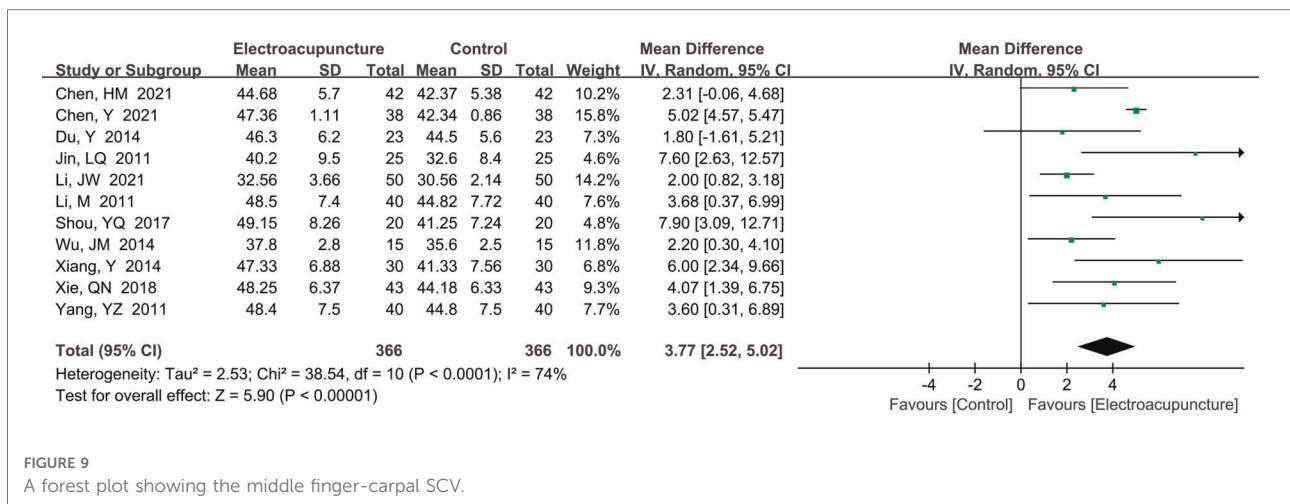 Electroacupuncture Control Mean Difference Mean Difference
Study or Subgroup Mean SD Total Mean SD Total Weight IV, Random, 95% CI IV, Random, 95% CI
Chen, HM 2021 44.68 5.7 42 42.37 5.38 42 10.2% 2.31 [-0.06, 4.68]
Chen, Y 2021 47.36 1.11 38 42.34 0.86 38 15.8% 5.02 [4.57, 5.47]
Du, Y 2014 46.3 6.2 23 44.5 5.6 23 7.3% 1.80 [-1.61, 5.21]
Jin, LQ 2011 40.2 9.5 25 32.6 8.4 25 4.6% 7.60 [2.63, 12.57]
Li, JW 2021 32.56 3.66 50 30.56 2.14 50 14.2% 2.00 [0.82, 3.18]
Li, M 2011 48.5 7.4 40 44.82 7.72 40 7.6% 3.68 [0.37, 6.99]
Shou, YQ 2017 49.15 8.26 20 41.25 7.24 20 4.8% 7.90 [3.09, 12.71]
Wu, JM 2014 37.8 2.8 15 35.6 2.5 15 11.8% 2.20 [0.30, 4.10]
Xiang, Y 2014 47.33 6.88 30 41.33 7.56 30 6.8% 6.00 [2.34, 9.66]
Xie, QN 2018 48.25 6.37 43 44.18 6.33 43 9.3% 4.07 [1.39, 6.75]
Yang, YZ 2011 48.4 7.5 40 44.8 7.5 40 7.7% 3.60 [0.31, 6.89]
Total (95% CI) 366 366 100.0% 3.77 [2.52, 5.02]
Heterogeneity: Tau² = 2.53; Chi² = 38.54, df = 10 (P < 0.0001); I² = 74%
Test for overall effect: Z = 5.90 (P < 0.00001)
-4 -2 0 2 4
Favours [Control] Favours [Electroacupuncture]
FIGURE 9
A forest plot showing the middle finger-carpal SCV.